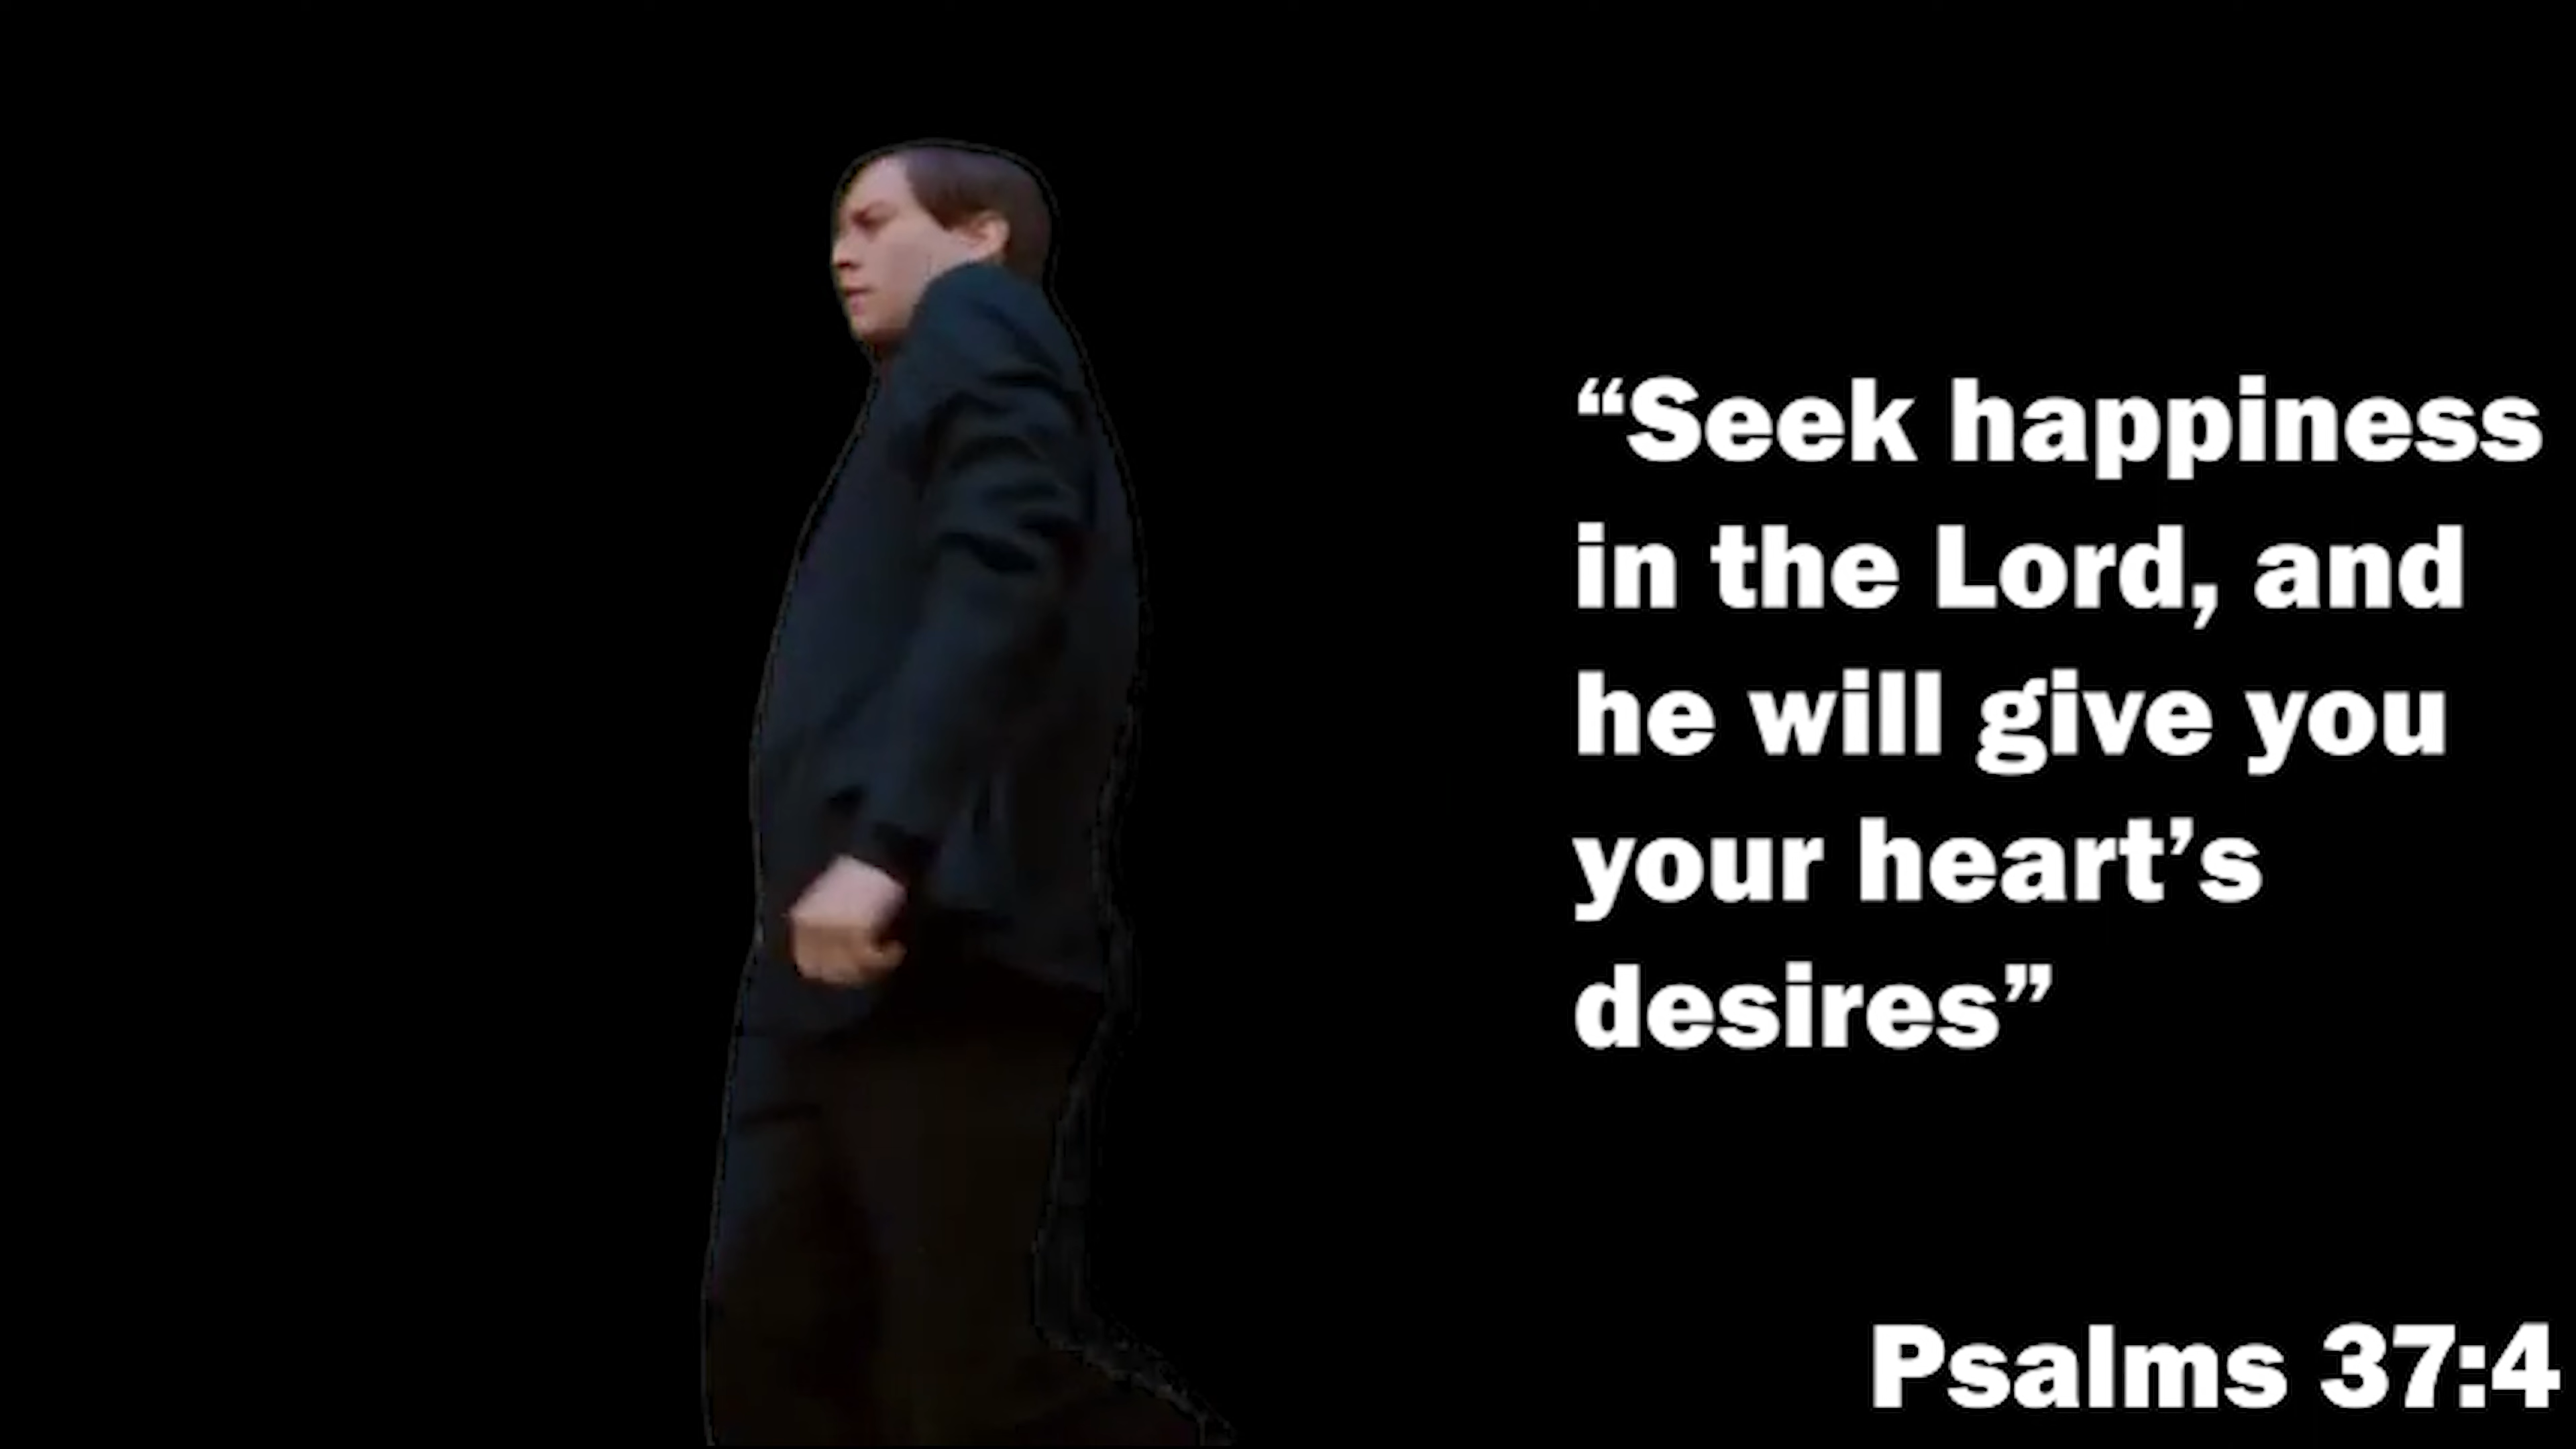 “Seek happiness
in the Lord, and
he will give you
your heart’s
desires”
Psalms 37:4